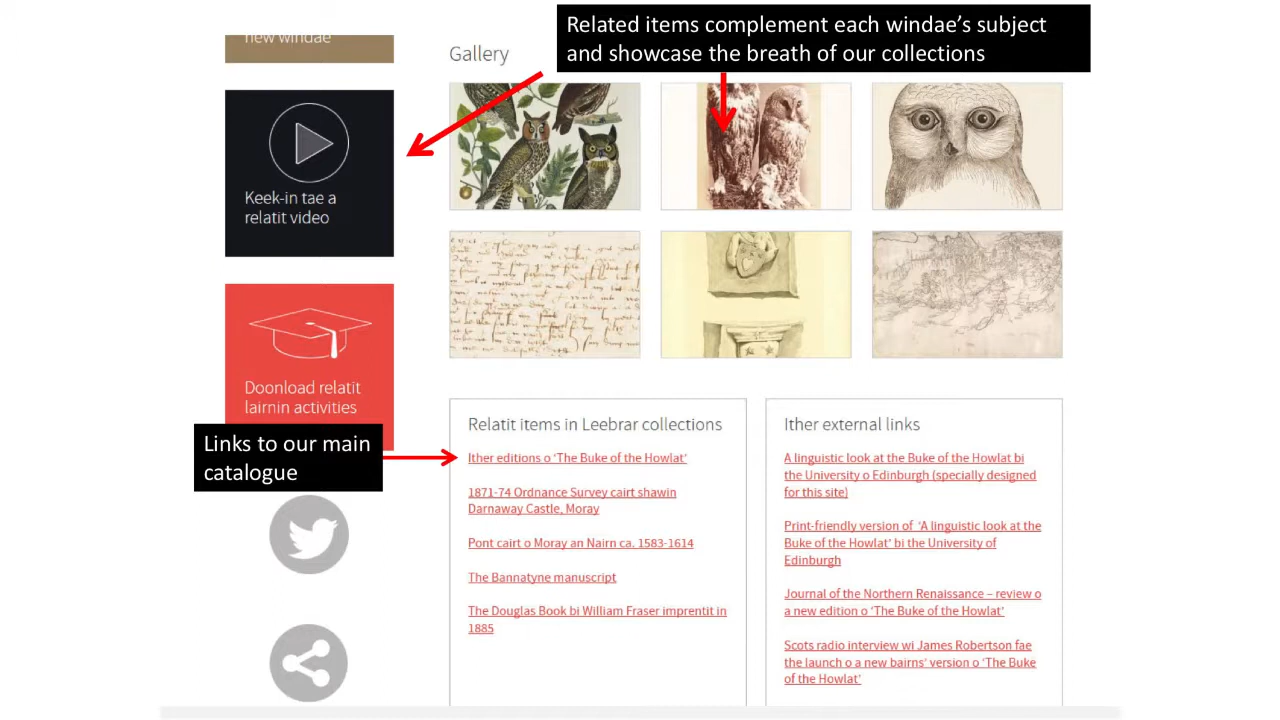 Related items complement each windae's subject
and showcase the breath of our collections
new windae
Gallery
Keek-in tae a
relatit video
Doonload relatit
lairnin activities
Links to our main
catalogue
Relatit items in Leebrar collections
Ither editions o 'The Buke of the Howlat'
1871-74 Ordnance Survey cairt shawin
Darnaway Castle, Moray
Pont cairt o Moray an Nairn ca. 1583-1614
The Bannatyne manuscript
The Douglas Book bi William Fraser imprentit in
1885
Ither external links
A linguistic look at the Buke of the Howlat bi
the University o Edinburgh (specially designed
for this site)
Print-friendly version of 'A linguistic look at the
Buke of the Howlat' bi the University of
Edinburgh
Journal of the Northern Renaissance – review o
a new edition o 'The Buke of the Howlat'
Scots radio interview wi James Robertson fae
the launch o a new bairns' version o 'The Buke
of the Howlat'